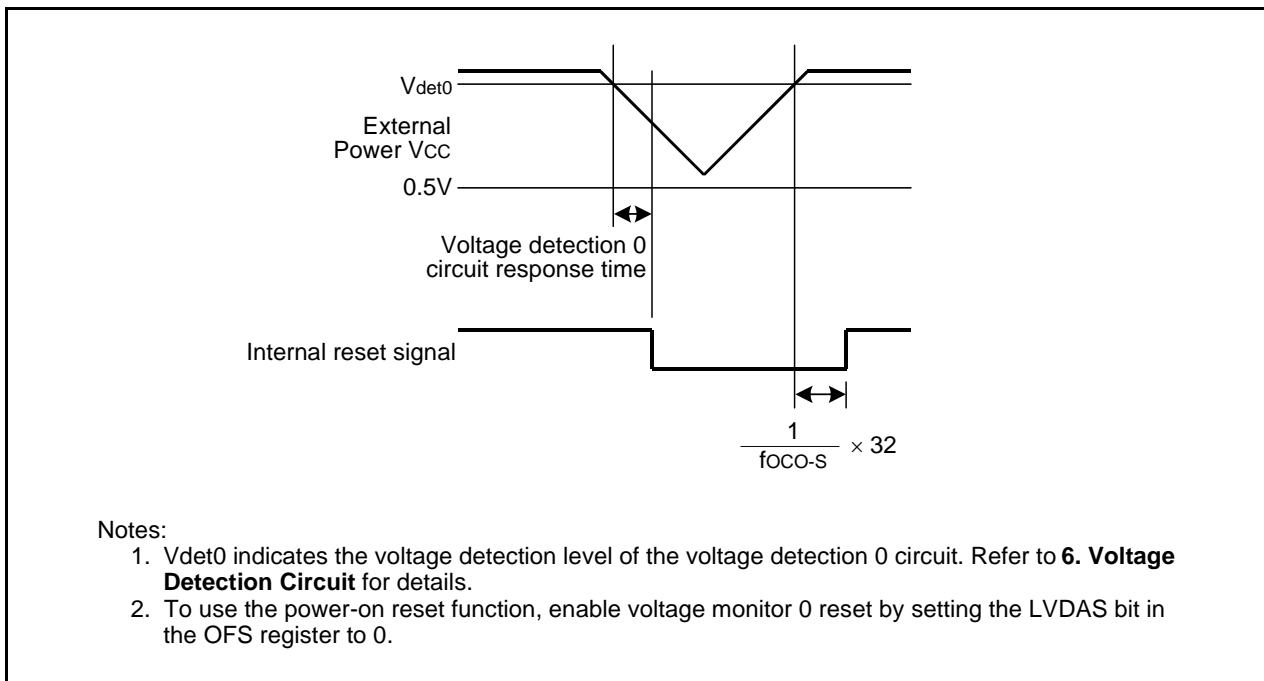 Vdet0
External
Power VCC
0.5V
Voltage detection 0
circuit response time
Internal reset signal
1
fOCO-S
× 32
Notes:
1. Vdet0 indicates the voltage detection level of the voltage detection 0 circuit. Refer to 6. Voltage
Detection Circuit for details.
2. To use the power-on reset function, enable voltage monitor 0 reset by setting the LVDAS bit in
the OFS register to 0.